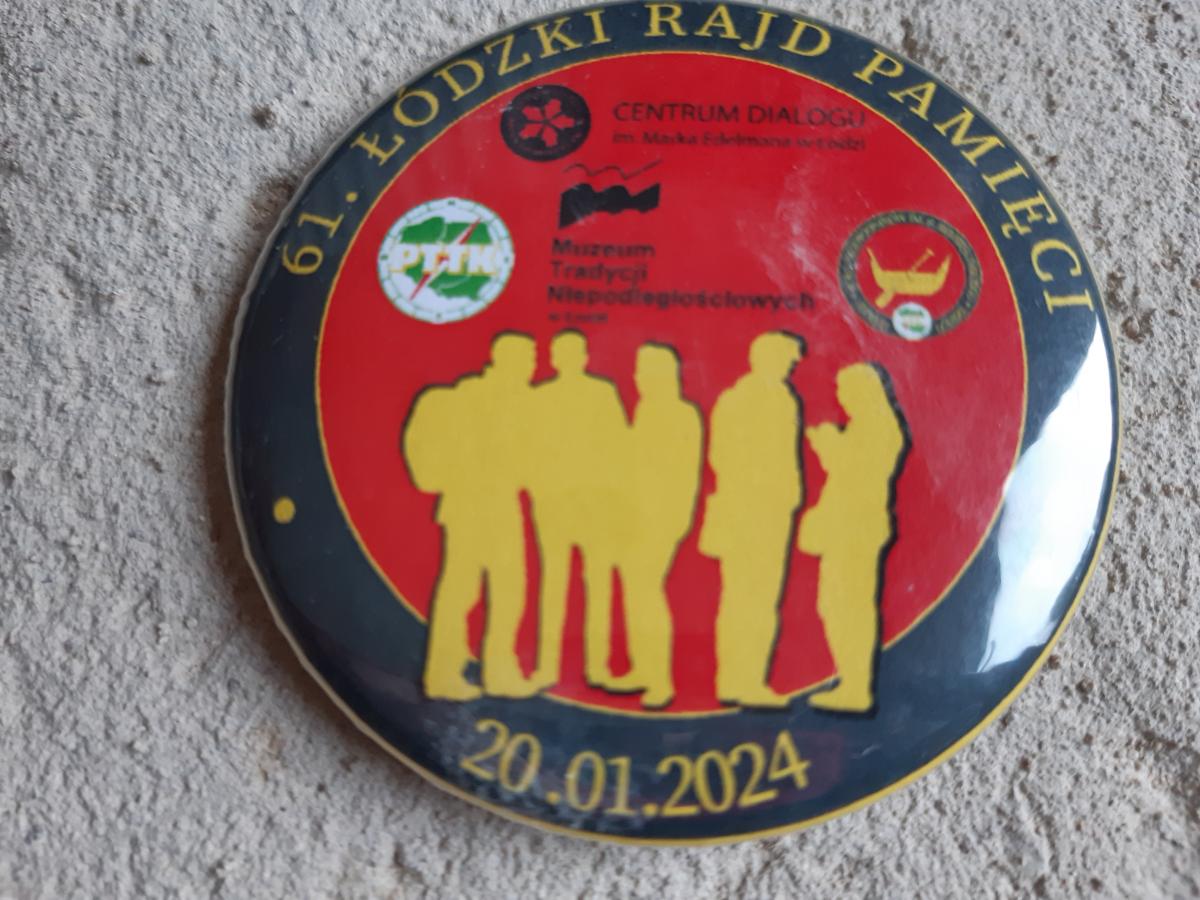 61. ŁÓDZKI RAJD PAMIĘCI
CENTRUM DIALOGU
im. Marka Edelmana w Łodzi
PTTK
Muzeum
Tradycji
Niepodległościowych
w Łodzi
20.01.2024